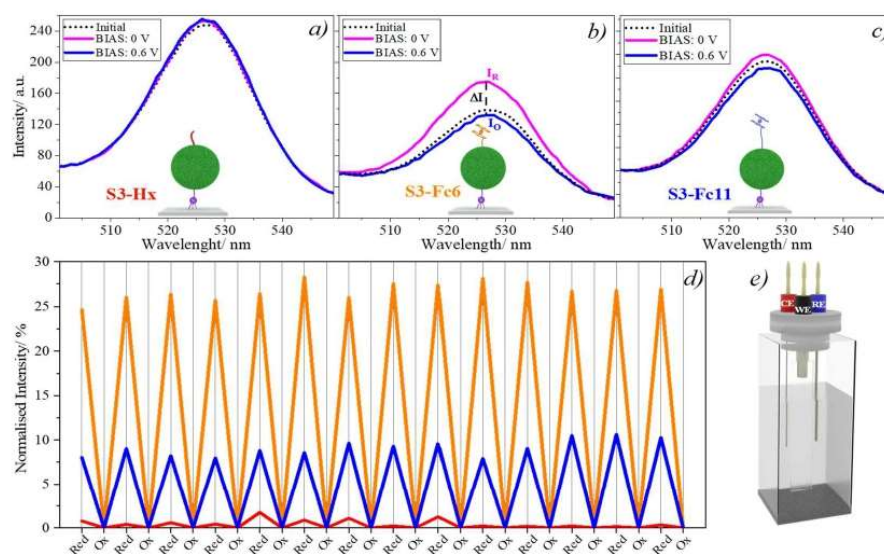 Initial
BIAS: 0 V
BIAS: 0.6 V
a)
Initial
BIAS: 0 V
BIAS: 0.6 V
b)
Initial
BIAS: 0 V
BIAS: 0.6 V
c)
Intensity/ a.u.
240
200
160
120
80
40
0
I_R
ΔI
I_O
S3-Hx
S3-Fc6
S3-Fc11
510 520 530 540
510 520 530 540
510 520 530 540
Wavelenght/ nm
Wavelenght/ nm
Wavelenght/ nm
d)
Normalised Intensity/ %
30
25
20
15
10
5
0
Red Ox Red Ox Red Ox Red Ox Red Ox Red Ox Red Ox Red Ox Red Ox Red Ox Red Ox Red Ox Red Ox Red Ox
e)
CE WE RE